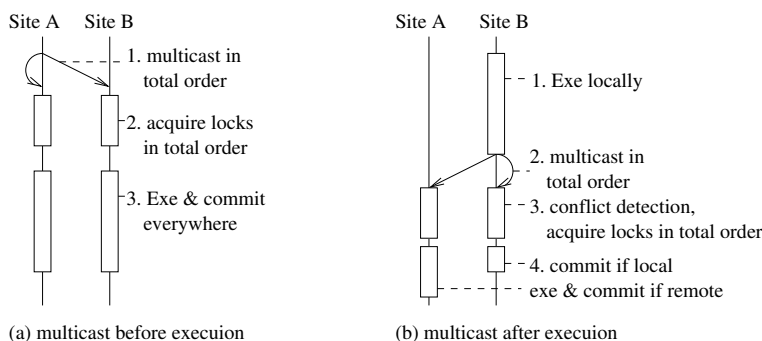 Site A Site B
1. multicast in
total order
2. acquire locks
in total order
3. Exe & commit
everywhere
(a) multicast before execuion
Site A Site B
1. Exe locally
2. multicast in
total order
3. conflict detection,
acquire locks in total order
4. commit if local
exe & commit if remote
(b) multicast after execuion